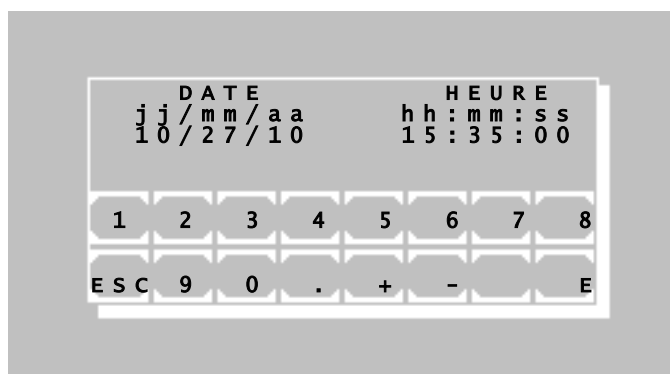 DATE HEURE
jj/mm/aa hh:mm:ss
10/27/10 15:35:00
1 2 3 4 5 6 7 8
ESC 9 0 . + - E